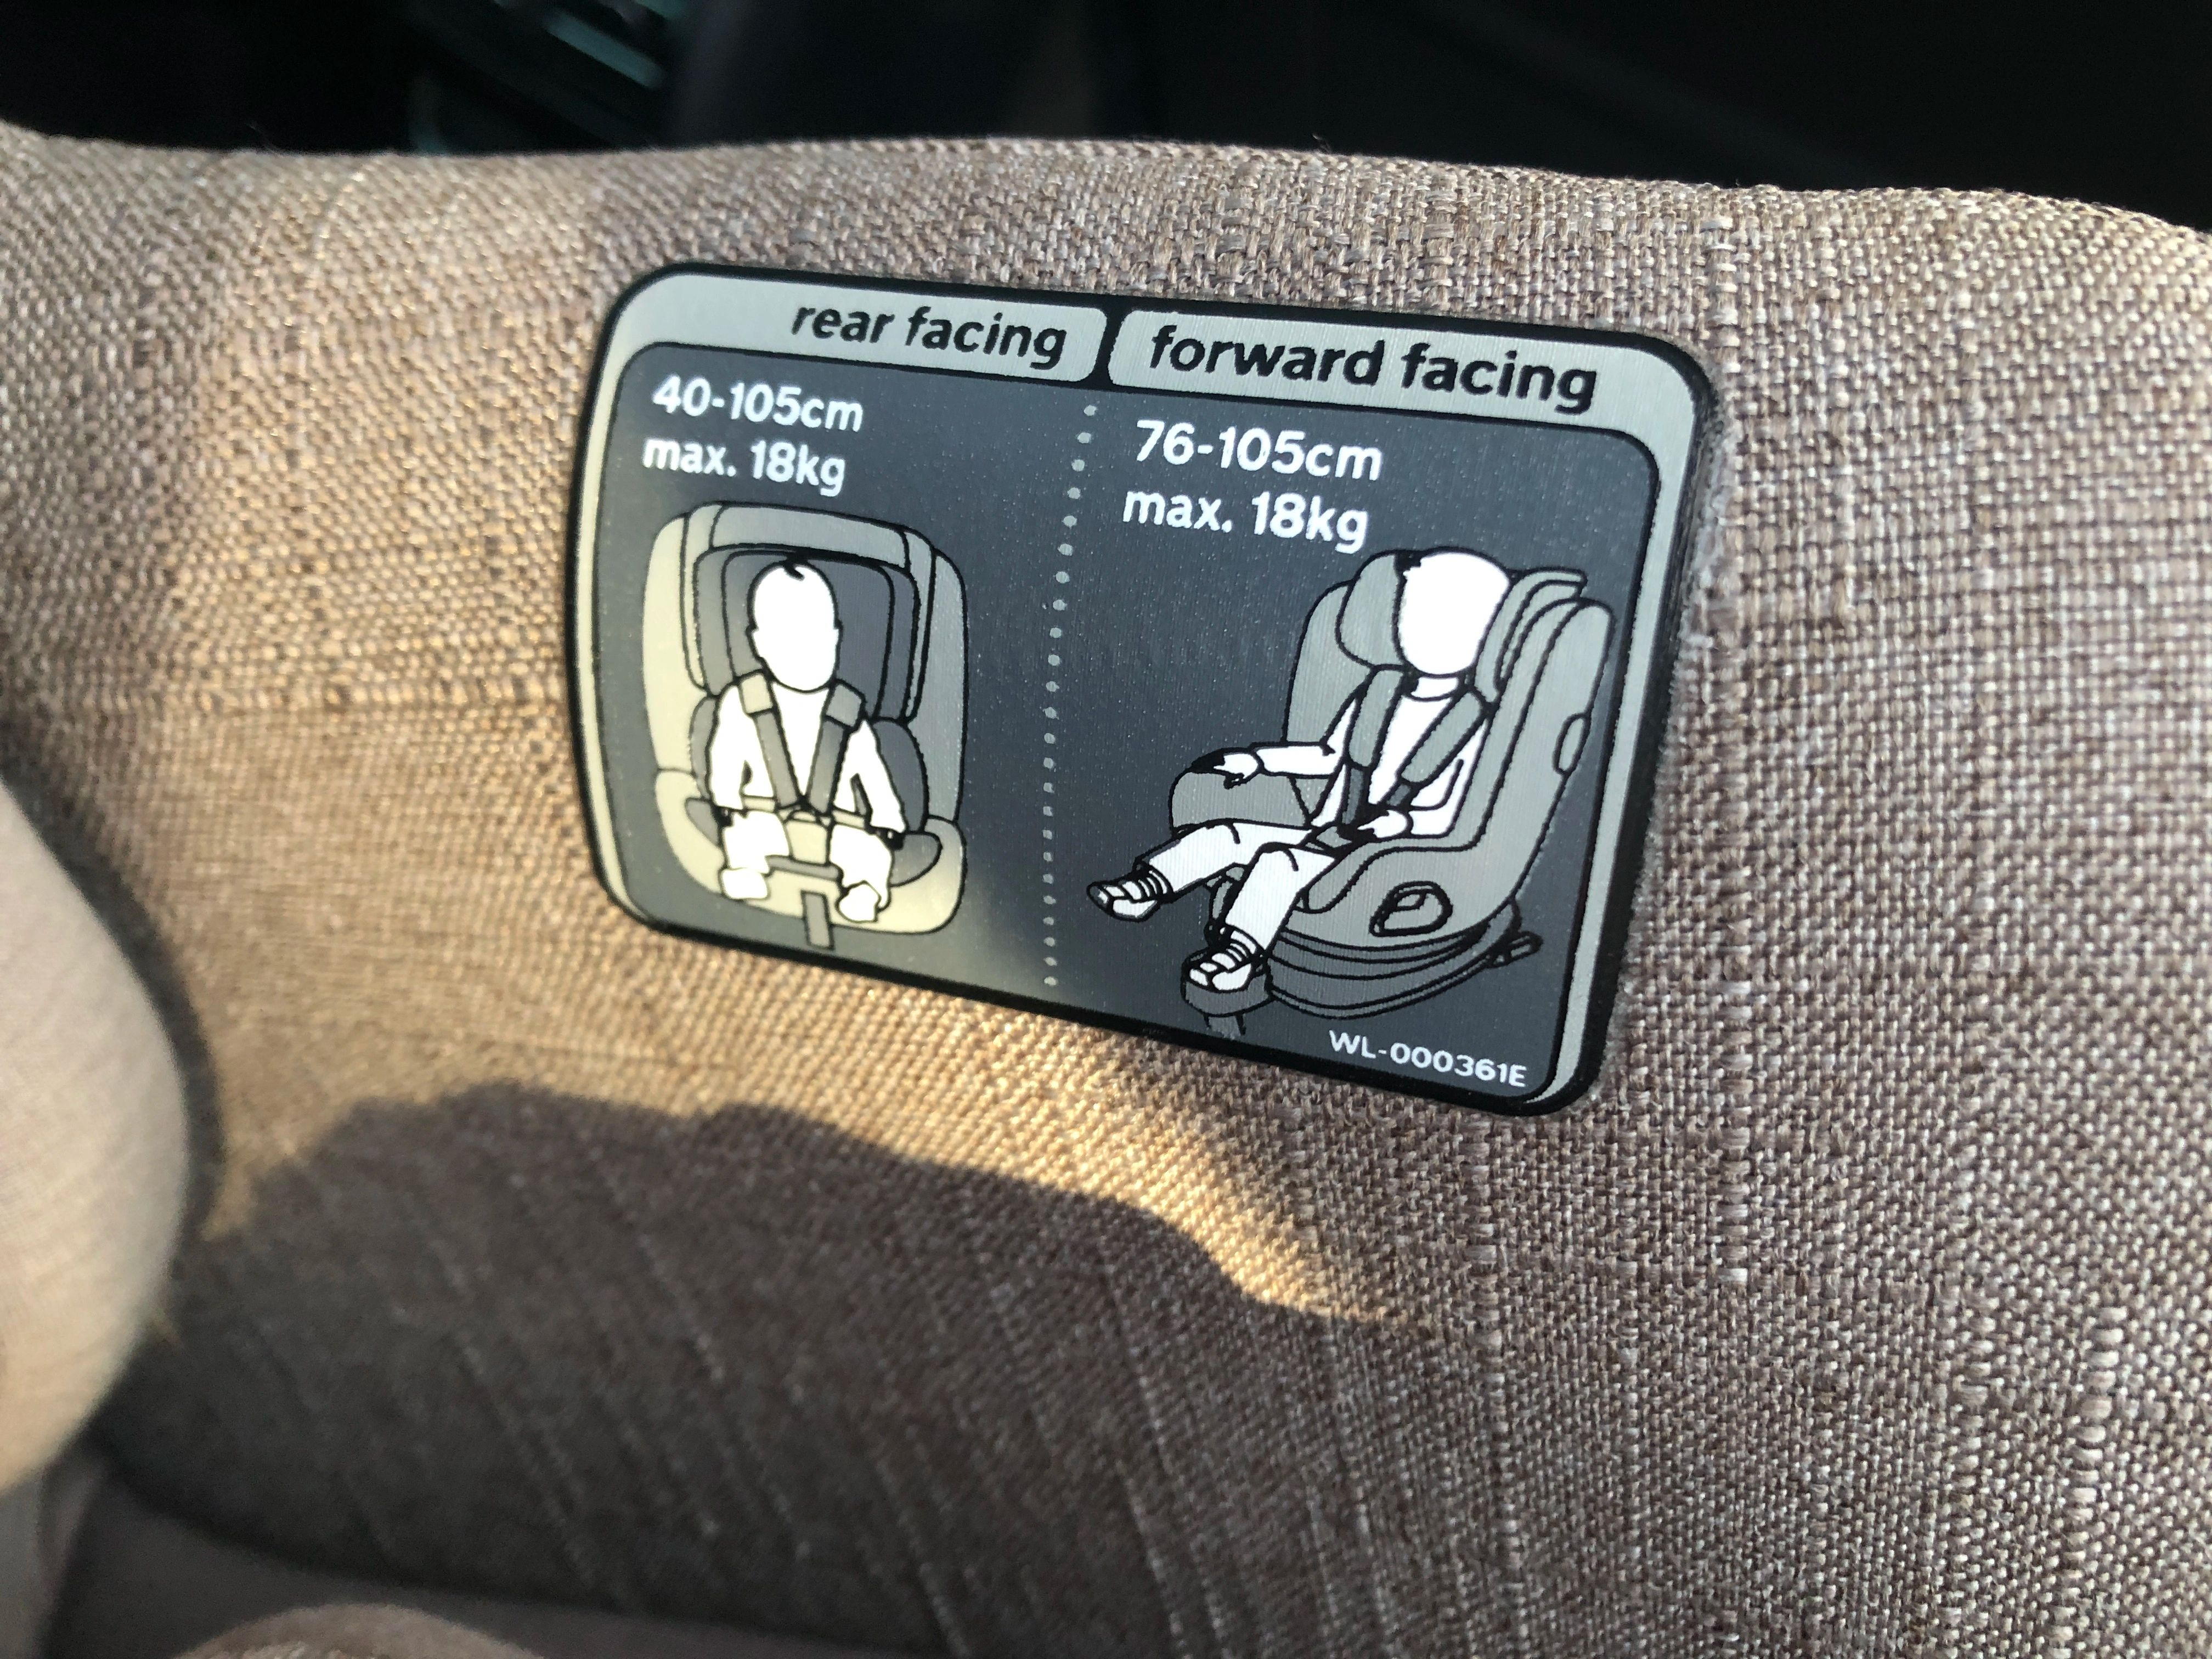 rear facing
forward facing
40-105cm
max. 18kg
76-105cm
max. 18kg
WL-000361E